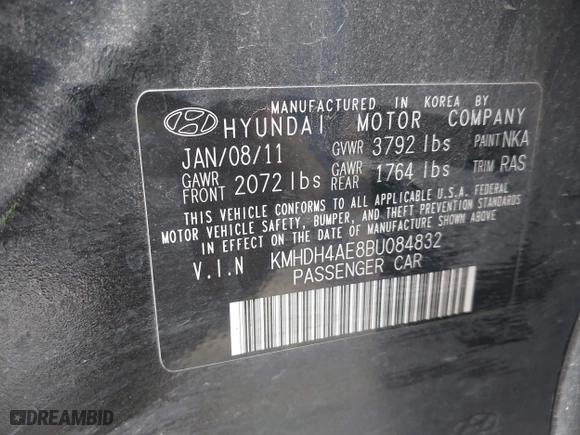 MANUFACTURED IN KOREA BY
HYUNDAI MOTOR COMPANY
JAN/08/11 GVWR 3792 lbs PAINT NKA
GAWR FRONT 2072 lbs GAWR REAR 1764 lbs TRIM RAS
THIS VEHICLE CONFORMS TO ALL APPLICABLE U.S.A. FEDERAL
MOTOR VEHICLE SAFETY, BUMPER, AND THEFT PREVENTION STANDARDS
IN EFFECT ON THE DATE OF MANUFACTURE SHOWN ABOVE
V.I.N KMHDH4AE8BU084832
PASSENGER CAR
DREAMBID